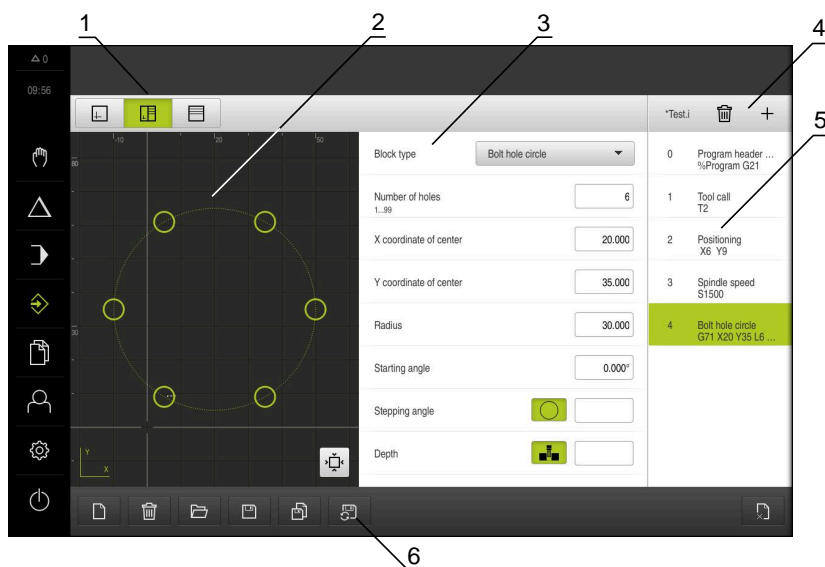 1
2
3
4
5
6
0
09:56
*Test.i
-10
20
50
80
30
Y
X
Block type
Bolt hole circle
Number of holes
1...99
6
X coordinate of center
20.000
Y coordinate of center
35.000
Radius
30.000
Starting angle
0.000°
Stepping angle
Depth
0 Program header ...
%Program G21
1 Tool call
T2
2 Positioning
X6 Y9
3 Spindle speed
S1500
4 Bolt hole circle
G71 X20 Y35 L6 ...